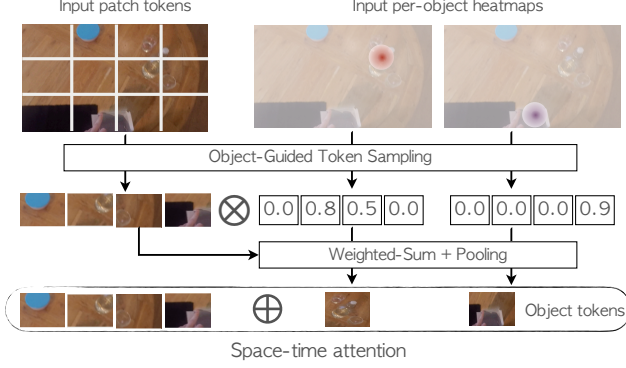 Input patch tokens
Input per-object heatmaps
Object-Guided Token Sampling
0.0 0.8 0.5 0.0 0.0 0.0 0.0 0.9
Weighted-Sum + Pooling
Object tokens
Space-time attention